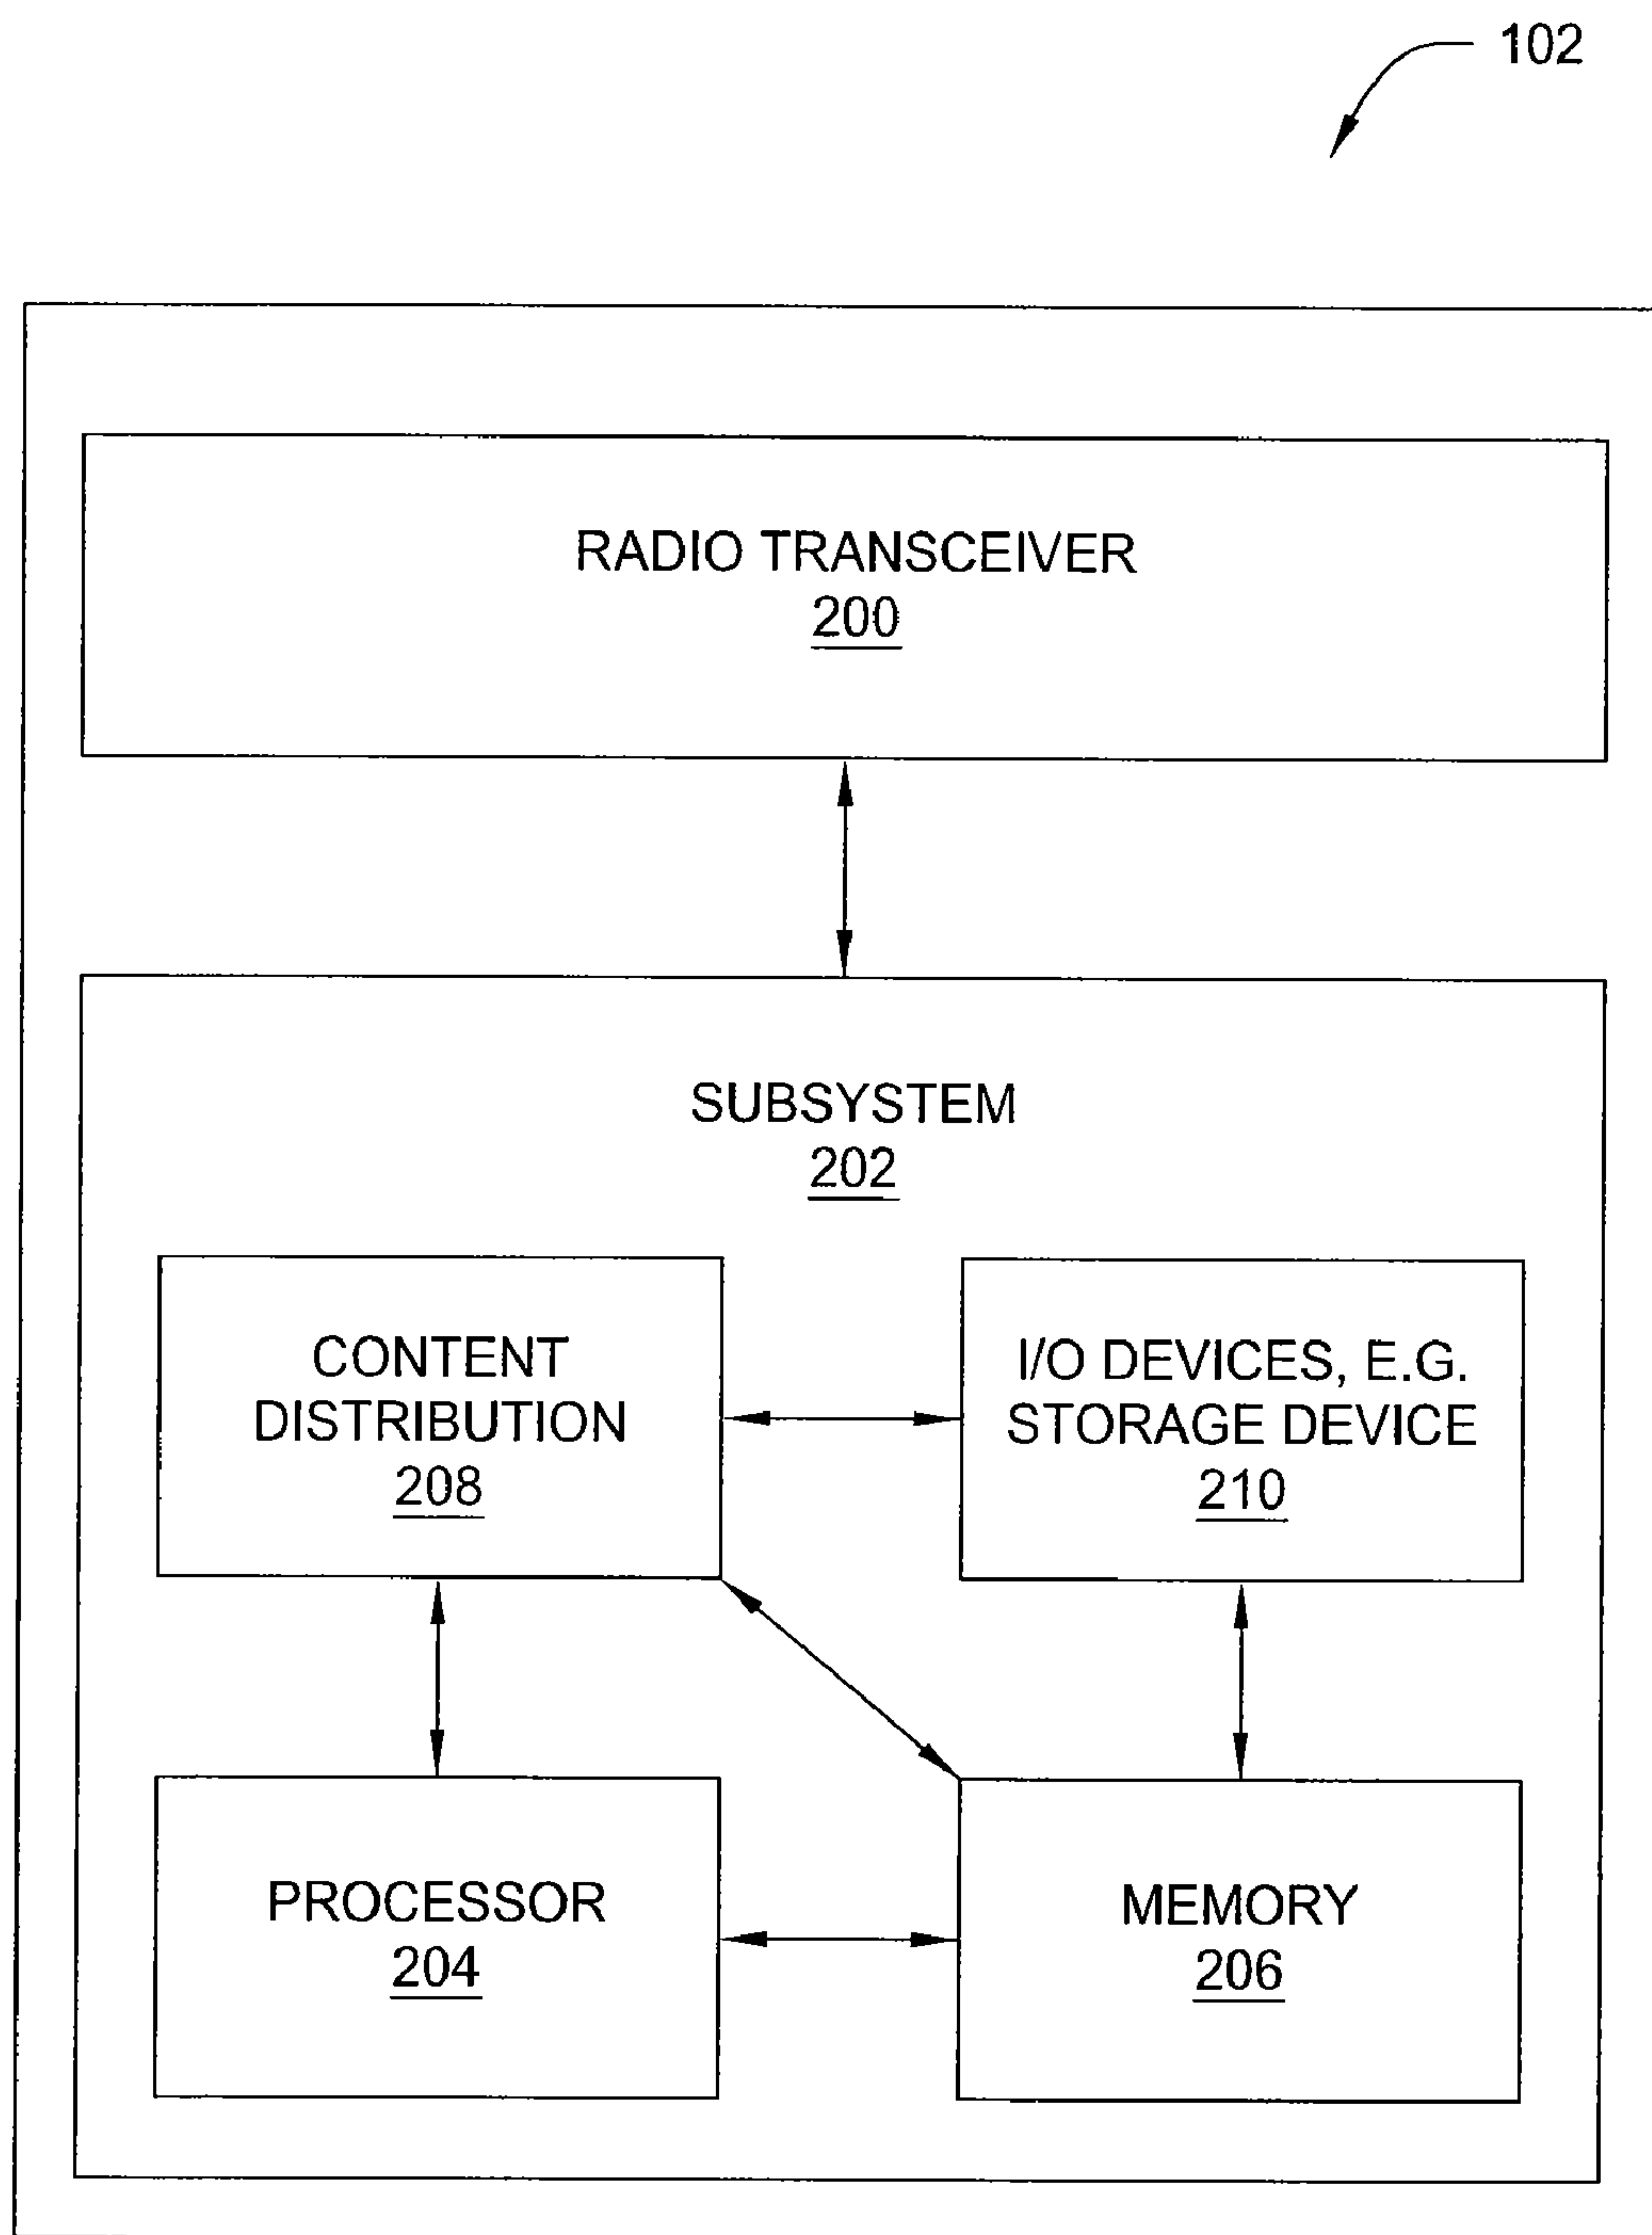 102
RADIO TRANSCEIVER
200
SUBSYSTEM
202
CONTENT
DISTRIBUTION
208
I/O DEVICES, E.G.
STORAGE DEVICE
210
PROCESSOR
204
MEMORY
206